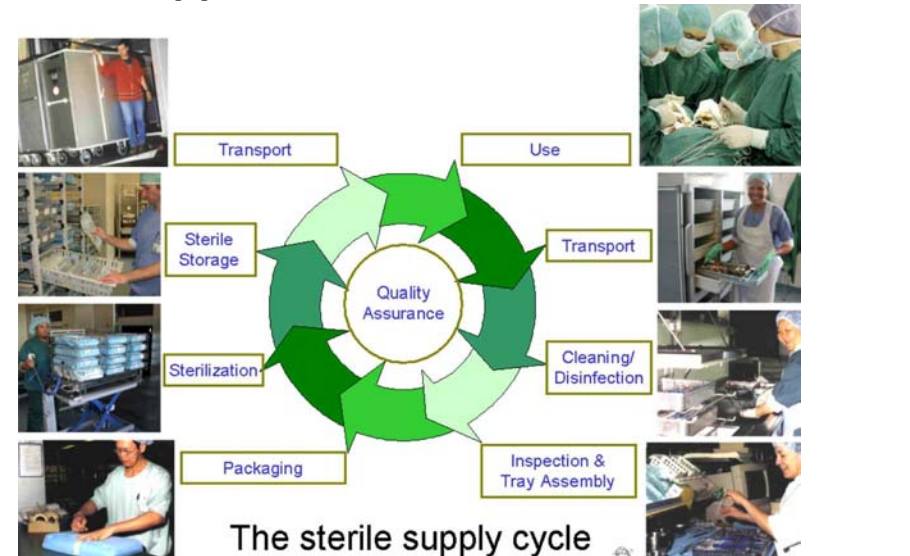 Transport
Use
Sterile
Storage
Transport
Quality
Assurance
Sterilization
Cleaning/
Disinfection
Packaging
Inspection &
Tray Assembly
The sterile supply cycle